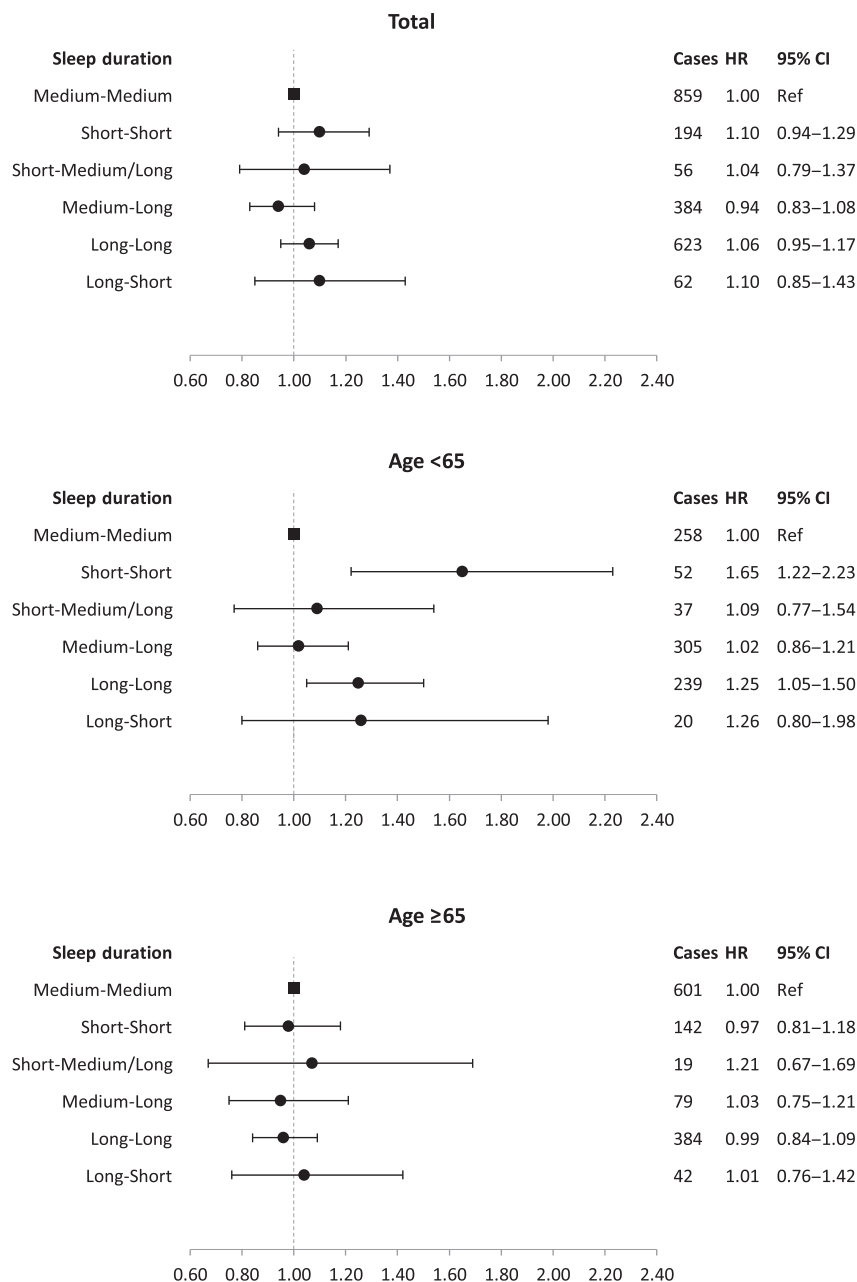 Total
Sleep duration Cases HR 95% CI
Medium-Medium 859 1.00 Ref
Short-Short 194 1.10 0.94–1.29
Short-Medium/Long 56 1.04 0.79–1.37
Medium-Long 384 0.94 0.83–1.08
Long-Long 623 1.06 0.95–1.17
Long-Short 62 1.10 0.85–1.43
0.60 0.80 1.00 1.20 1.40 1.60 1.80 2.00 2.20 2.40
Age <65
Sleep duration Cases HR 95% CI
Medium-Medium 258 1.00 Ref
Short-Short 52 1.65 1.22–2.23
Short-Medium/Long 37 1.09 0.77–1.54
Medium-Long 305 1.02 0.86–1.21
Long-Long 239 1.25 1.05–1.50
Long-Short 20 1.26 0.80–1.98
0.60 0.80 1.00 1.20 1.40 1.60 1.80 2.00 2.20 2.40
Age ≥65
Sleep duration Cases HR 95% CI
Medium-Medium 601 1.00 Ref
Short-Short 142 0.97 0.81–1.18
Short-Medium/Long 19 1.21 0.67–1.69
Medium-Long 79 1.03 0.75–1.21
Long-Long 384 0.99 0.84–1.09
Long-Short 42 1.01 0.76–1.42
0.60 0.80 1.00 1.20 1.40 1.60 1.80 2.00 2.20 2.40